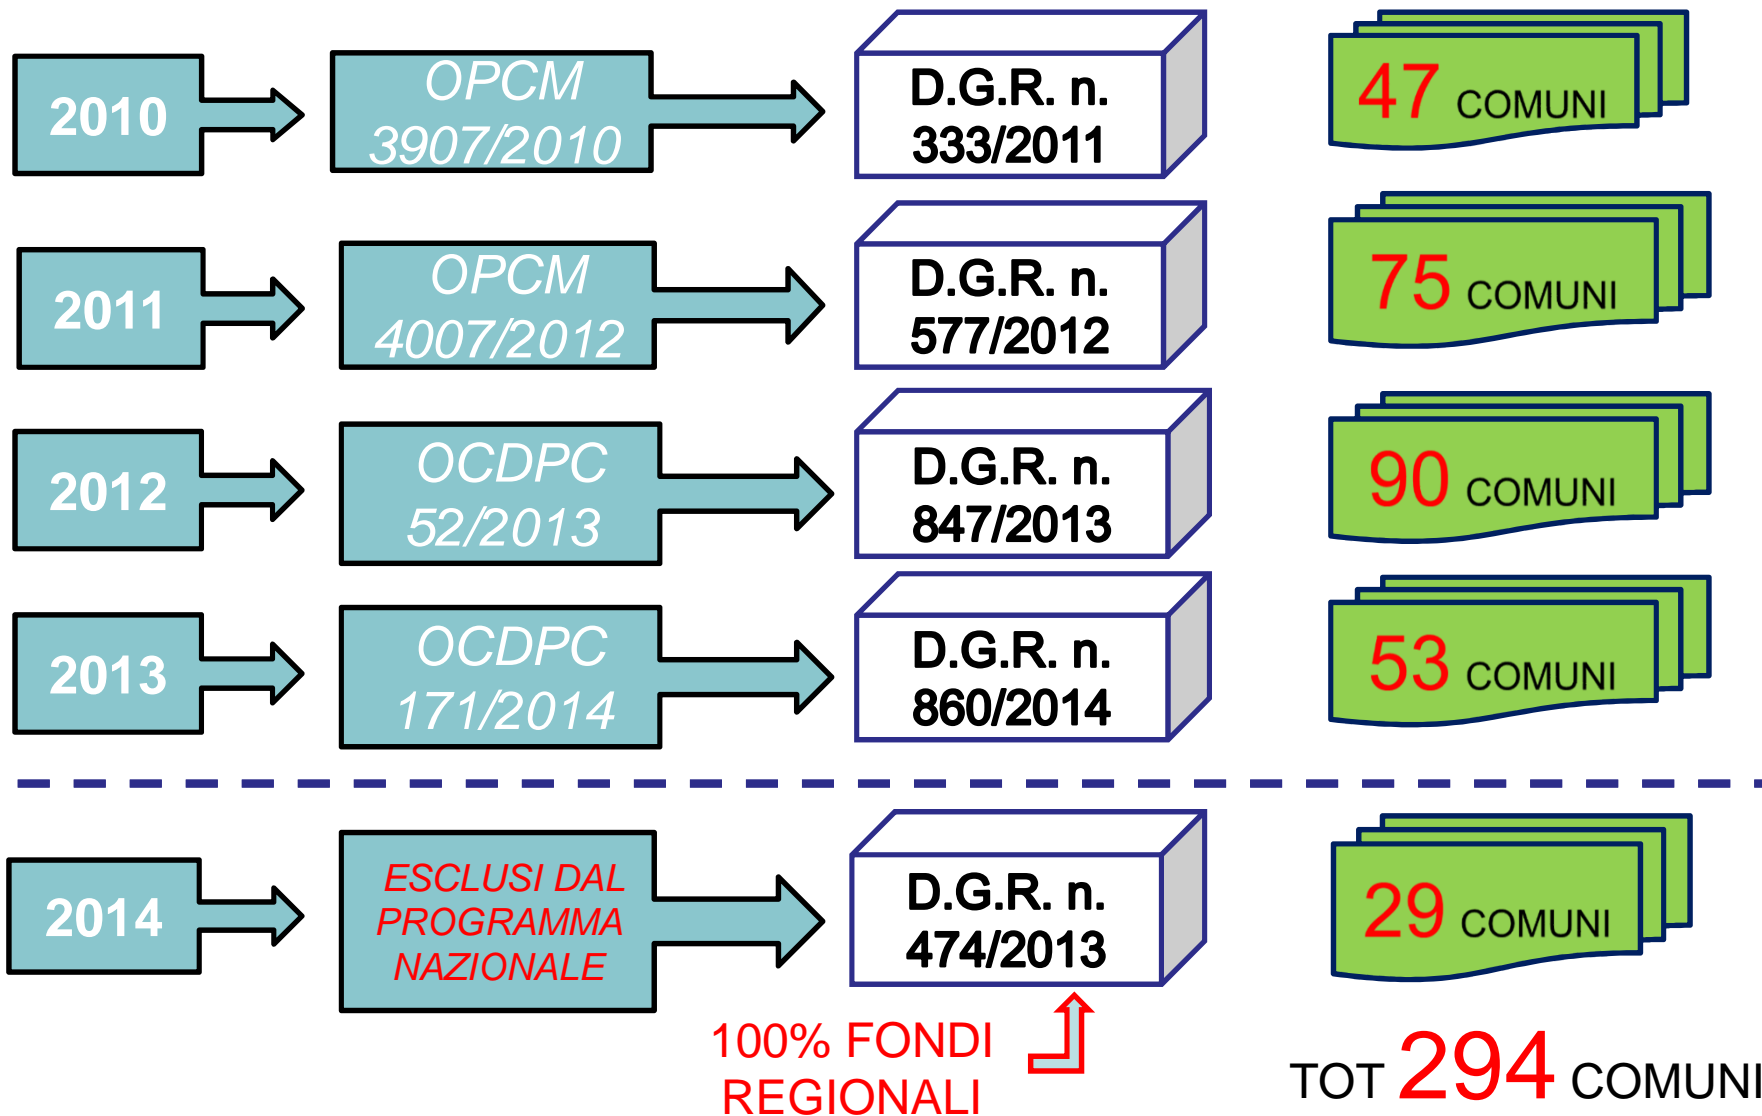 2010
OPCM
3907/2010
D.G.R. n.
333/2011
47 COMUNI
2011
OPCM
4007/2012
D.G.R. n.
577/2012
75 COMUNI
2012
OCDPC
52/2013
D.G.R. n.
847/2013
90 COMUNI
2013
OCDPC
171/2014
D.G.R. n.
860/2014
53 COMUNI
2014
ESCLUSI DAL
PROGRAMMA
NAZIONALE
D.G.R. n.
474/2013
29 COMUNI
100% FONDI
REGIONALI
TOT 294 COMUNI